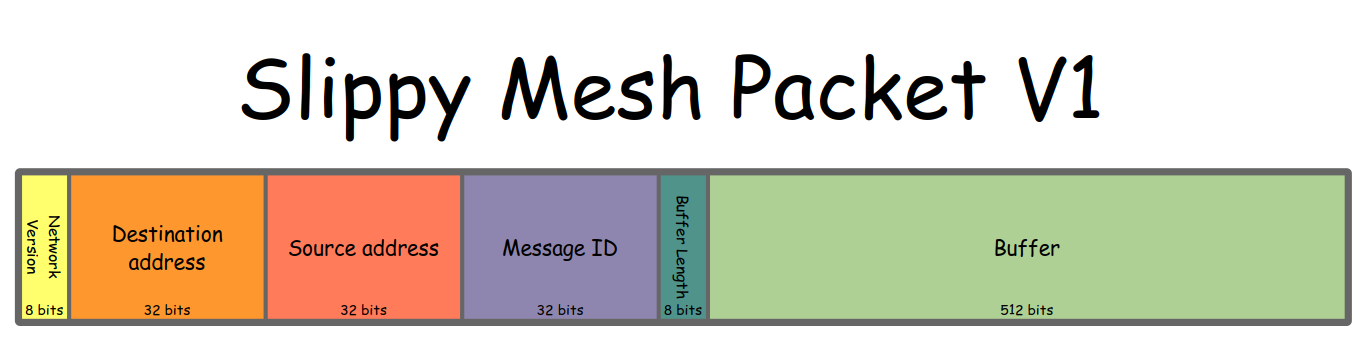 Slippy Mesh Packet V1
Network
Version
8 bits
Destination
address
32 bits
Source address
32 bits
Message ID
32 bits
Buffer Length
8 bits
Buffer
512 bits